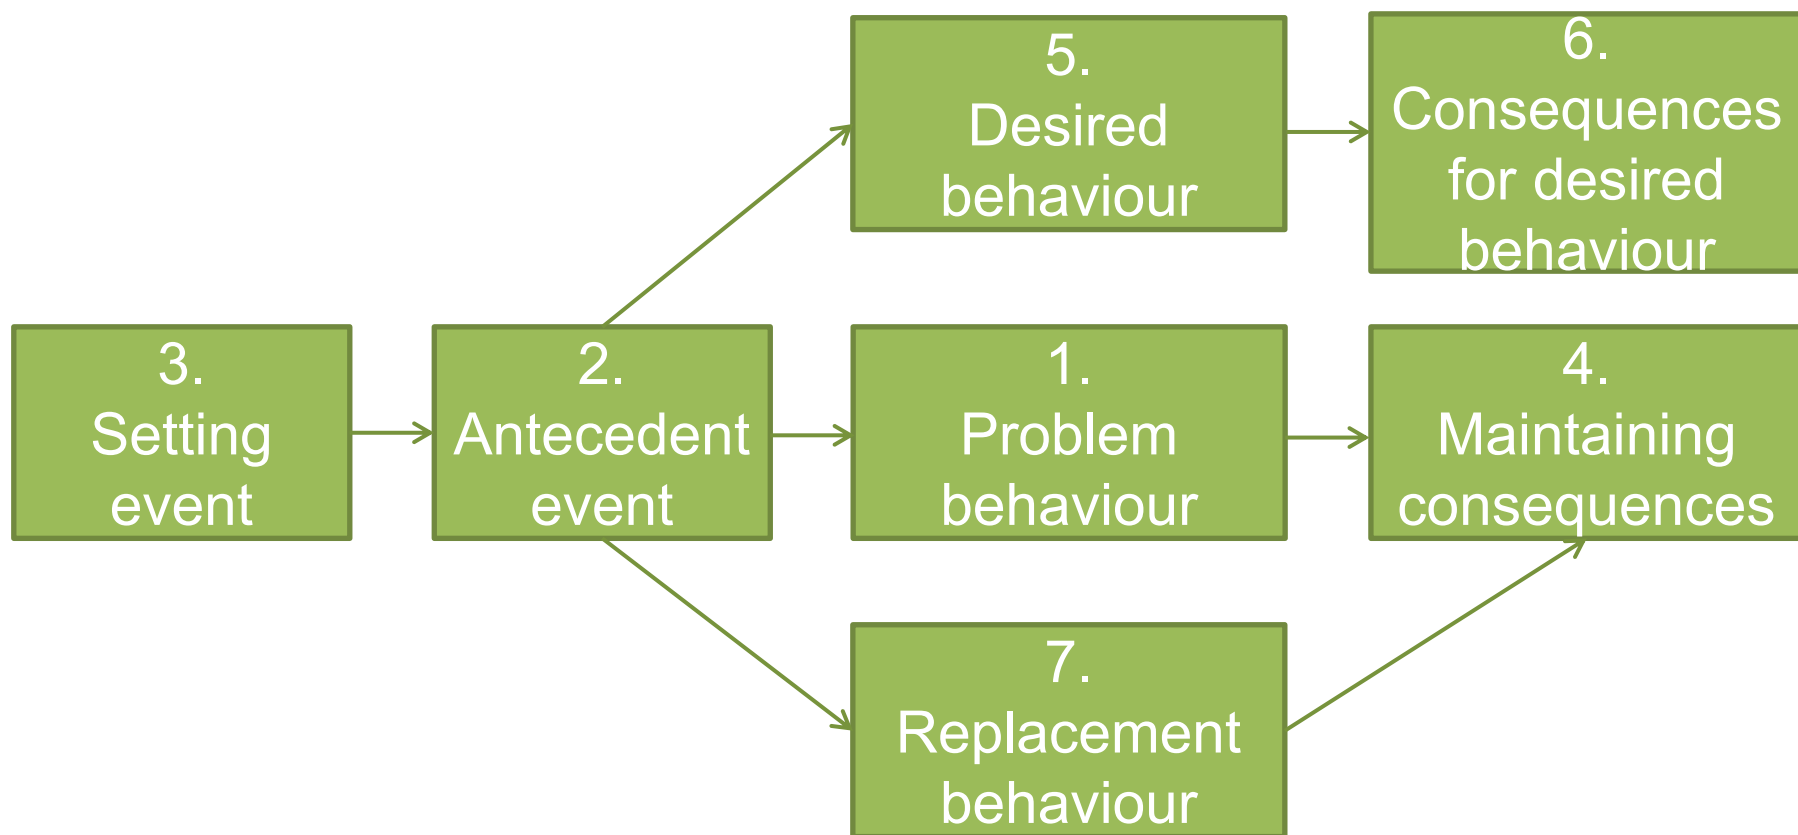 5.
Desired
behaviour
6.
Consequences
for desired
behaviour
3.
Setting
event
2.
Antecedent
event
1.
Problem
behaviour
4.
Maintaining
consequences
7.
Replacement
behaviour